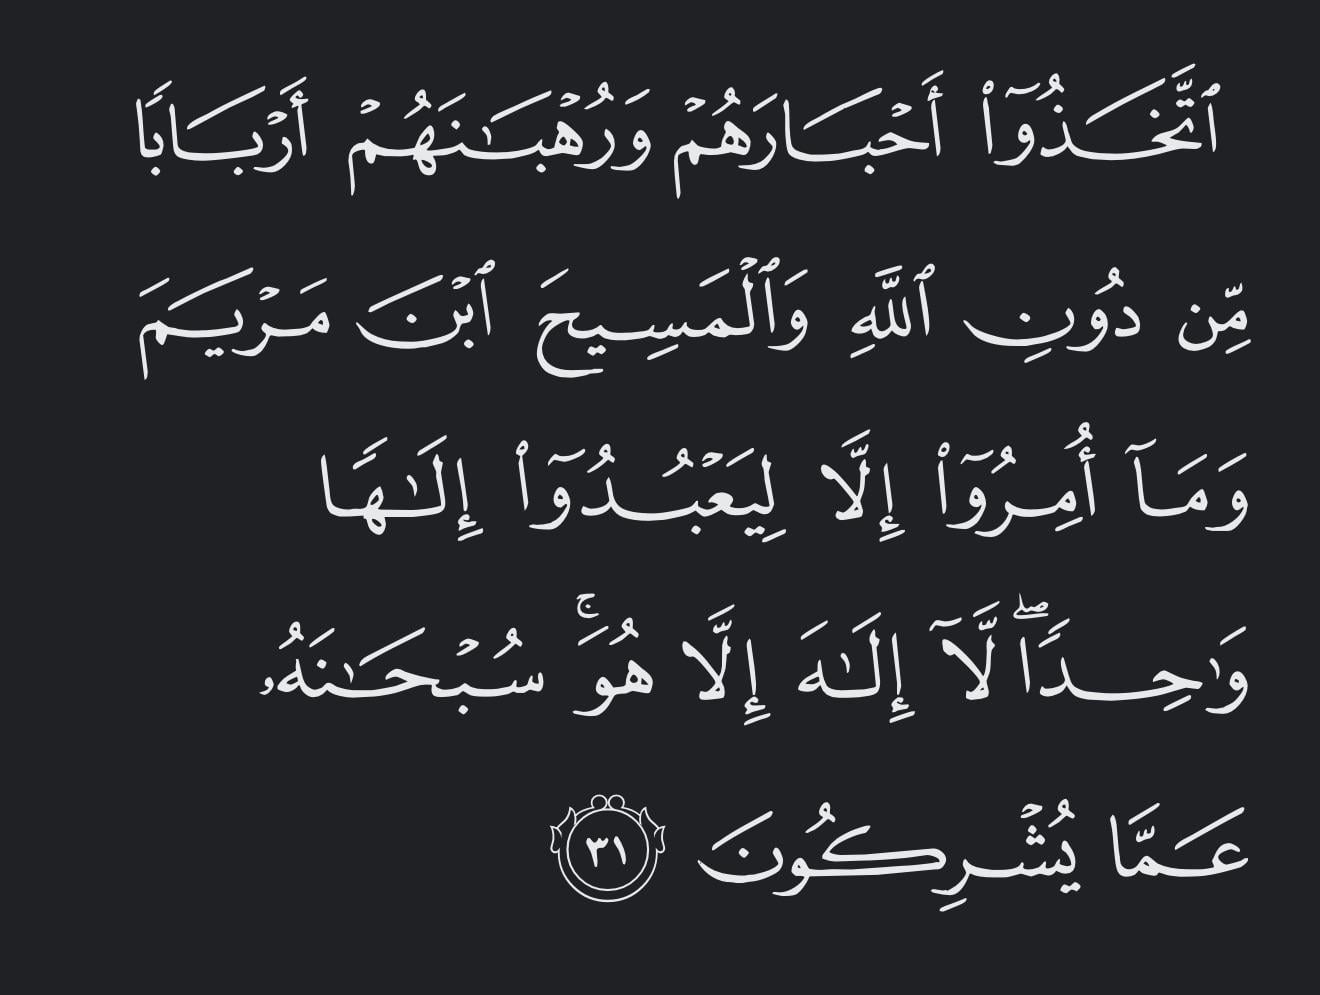 ٱتَّخَذُوٓا۟ أَحْبَارَهُمْ وَرُهْبَـٰنَهُمْ أَرْبَابًا
مِّن دُونِ ٱللَّهِ وَٱلْمَسِيحَ ٱبْنَ مَرْيَمَ
وَمَآ أُمِرُوٓا۟ إِلَّا لِيَعْبُدُوٓا۟ إِلَـٰهًا
وَٰحِدًا ۖ لَّآ إِلَـٰهَ إِلَّا هُوَ ۚ سُبْحَـٰنَهُۥ
عَمَّا يُشْرِكُونَ ٣١